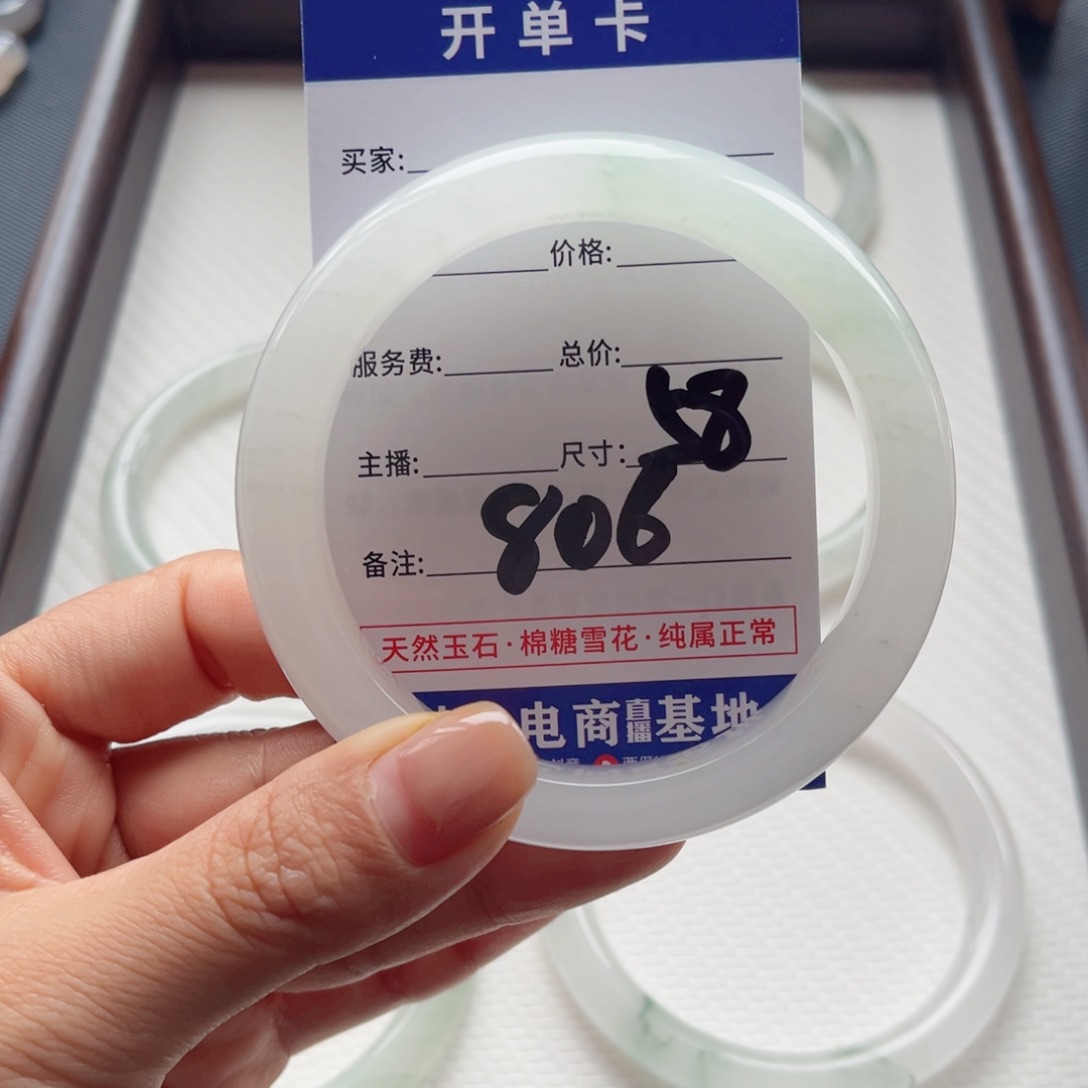 开单卡
买家:
价格:
服务费: 总价:
主播: 尺寸: 58
备注: 806
天然玉石·棉糖雪花·纯属正常
电商直播基地